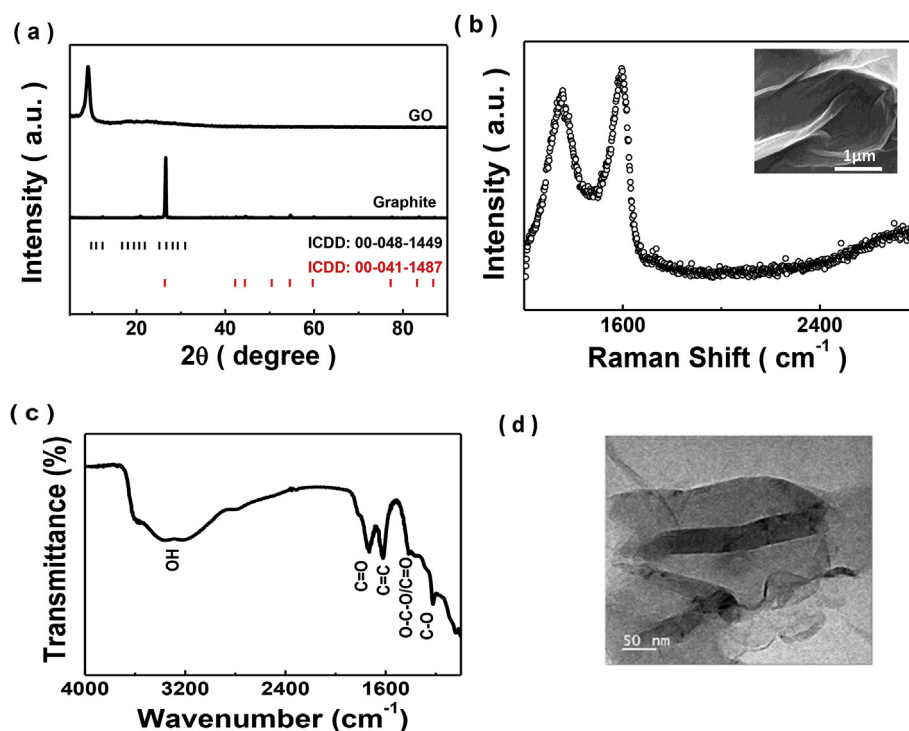 ( a )
Intensity ( a.u. )
GO
Graphite
ICDD: 00-048-1449
ICDD: 00-041-1487
20 40 60 80
2θ ( degree )
( b )
Intensity ( a.u. )
1μm
1600 2400
Raman Shift ( cm⁻¹ )
( c )
Transmittance (%)
OH
C=O
C=C
O-C-O/C=O
C-O
4000 3200 2400 1600
Wavenumber (cm⁻¹)
( d )
50 nm